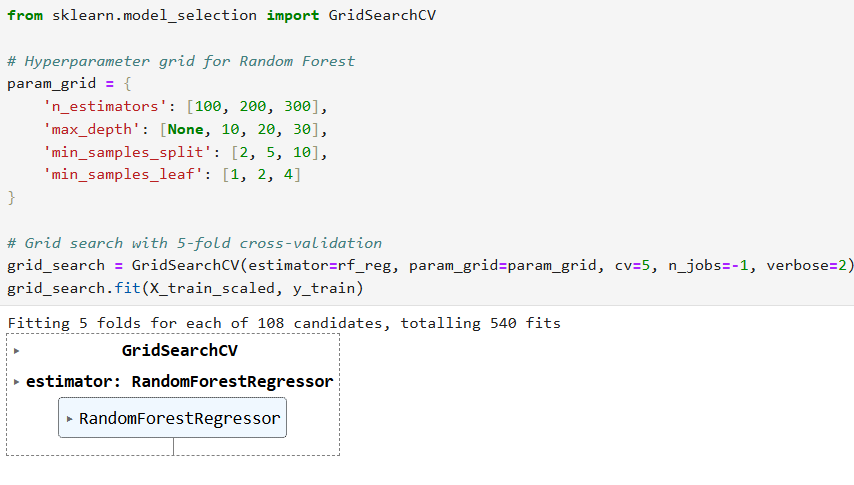 from sklearn.model_selection import GridSearchCV
# Hyperparameter grid for Random Forest
param_grid = {
    'n_estimators': [100, 200, 300],
    'max_depth': [None, 10, 20, 30],
    'min_samples_split': [2, 5, 10],
    'min_samples_leaf': [1, 2, 4]
}
# Grid search with 5-fold cross-validation
grid_search = GridSearchCV(estimator=rf_reg, param_grid=param_grid, cv=5, n_jobs=-1, verbose=2)
grid_search.fit(X_train_scaled, y_train)
Fitting 5 folds for each of 108 candidates, totalling 540 fits
GridSearchCV
estimator: RandomForestRegressor
RandomForestRegressor